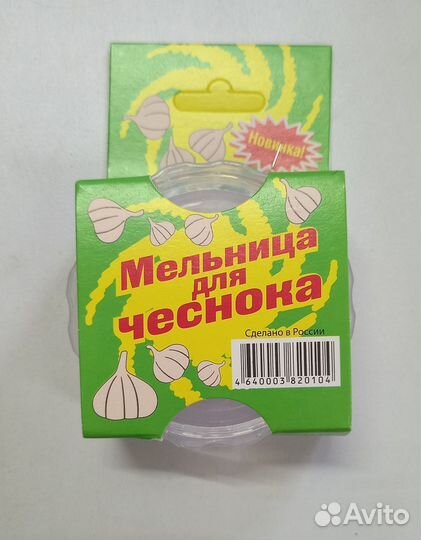 Новинка!
Мельница
для
чеснока
Сделано в России
4 640003 820104
Avito